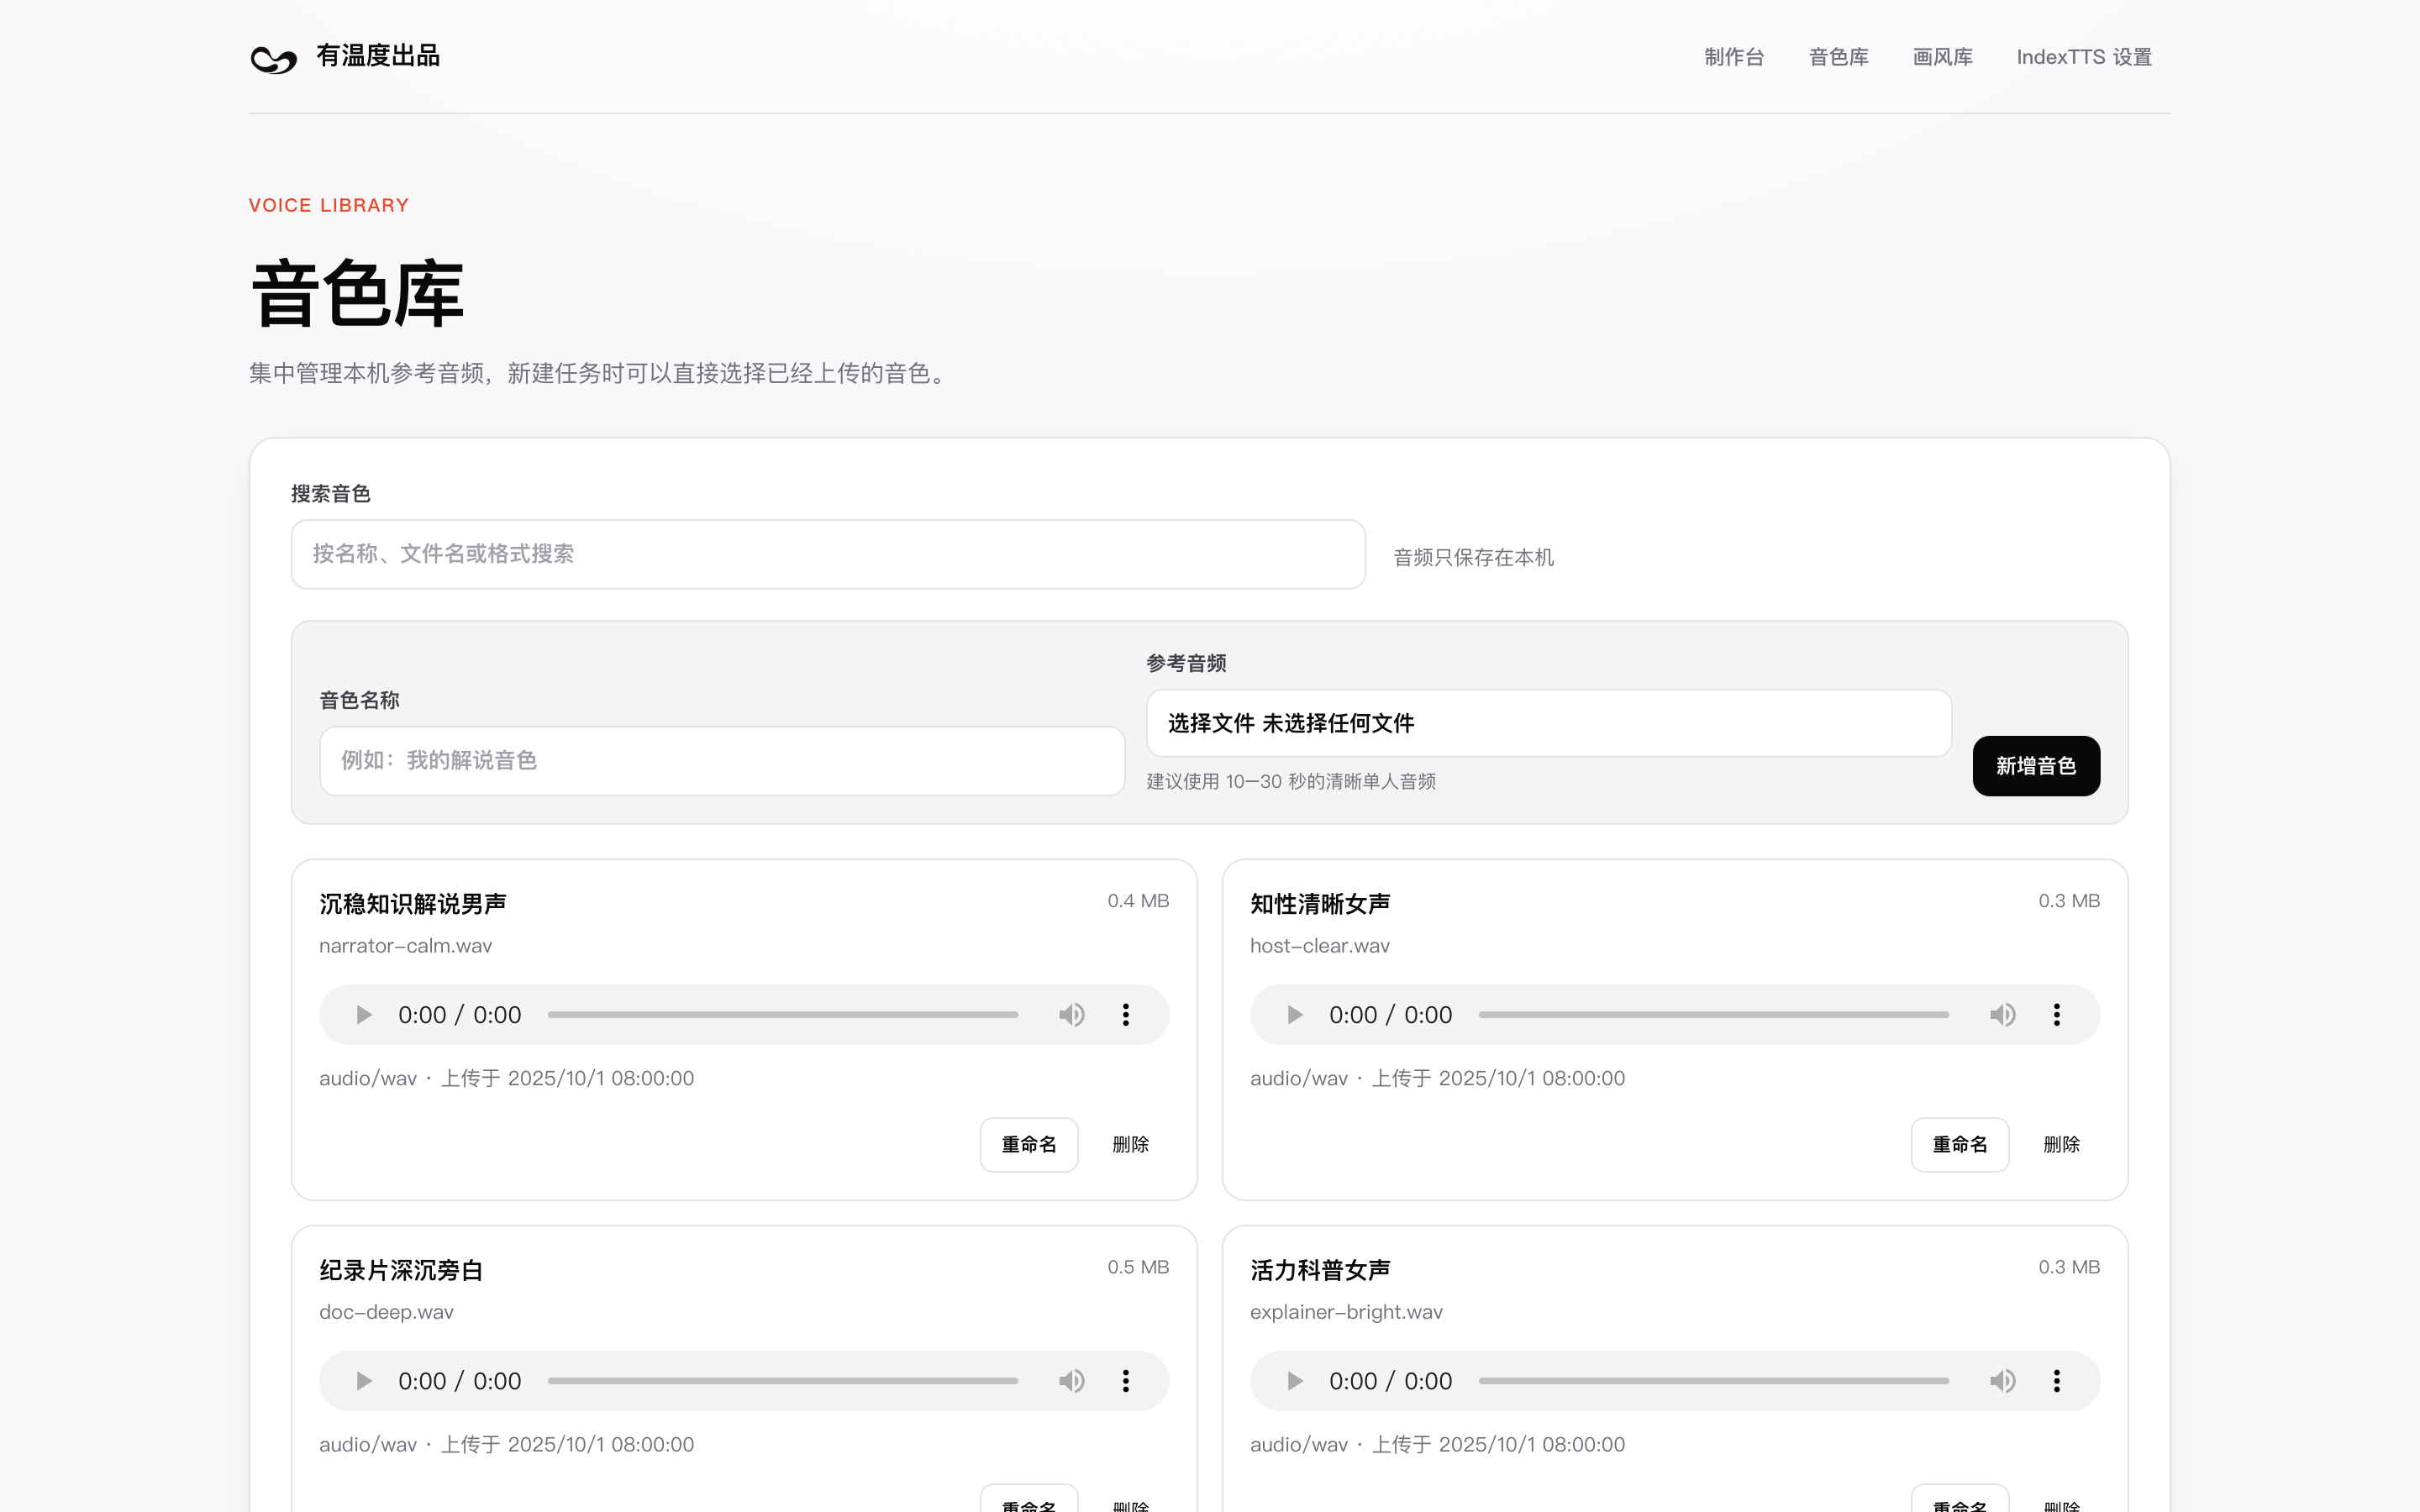 有温度出品
制作台
音色库
画风库
IndexTTS 设置
VOICE LIBRARY
音色库
集中管理本机参考音频，新建任务时可以直接选择已经上传的音色。
搜索音色
按名称、文件名或格式搜索
音频只保存在本机
音色名称
例如：我的解说音色
参考音频
选择文件 未选择任何文件
建议使用 10–30 秒的清晰单人音频
新增音色
沉稳知识解说男声
0.4 MB
narrator-calm.wav
0:00 / 0:00
audio/wav · 上传于 2025/10/1 08:00:00
重命名
删除
知性清晰女声
0.3 MB
host-clear.wav
0:00 / 0:00
audio/wav · 上传于 2025/10/1 08:00:00
重命名
删除
纪录片深沉旁白
0.5 MB
doc-deep.wav
0:00 / 0:00
audio/wav · 上传于 2025/10/1 08:00:00
重命名
删除
活力科普女声
0.3 MB
explainer-bright.wav
0:00 / 0:00
audio/wav · 上传于 2025/10/1 08:00:00
重命名
删除